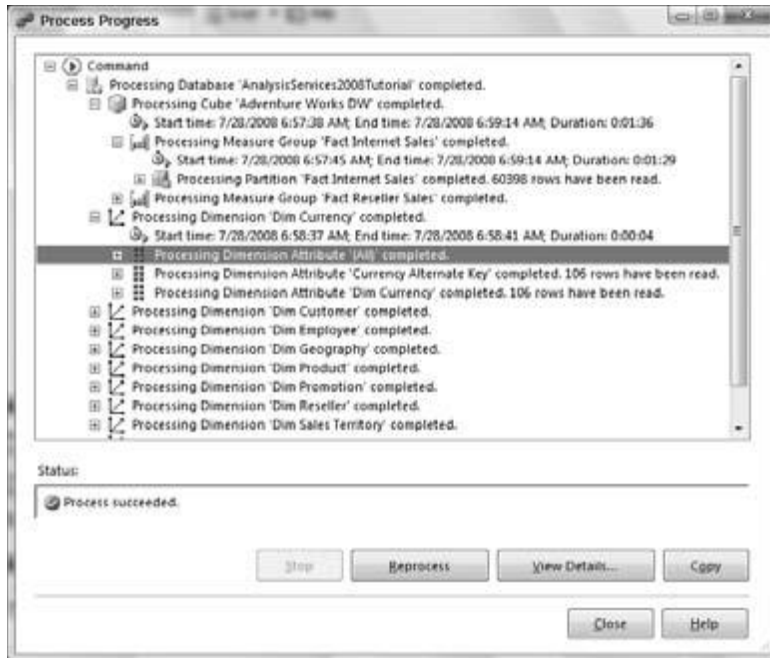 Process Progress
Command
Processing Database 'AnalysisServices2008Tutorial' completed.
Processing Cube 'Adventure Works DW' completed.
Start time: 7/28/2008 6:57:38 AM; End time: 7/28/2008 6:59:14 AM; Duration: 0:01:36
Processing Measure Group 'Fact Internet Sales' completed.
Start time: 7/28/2008 6:57:45 AM; End time: 7/28/2008 6:59:14 AM; Duration: 0:01:29
Processing Partition 'Fact Internet Sales' completed. 60398 rows have been read.
Processing Measure Group 'Fact Reseller Sales' completed.
Processing Dimension 'Dim Currency' completed.
Start time: 7/28/2008 6:58:37 AM; End time: 7/28/2008 6:58:41 AM; Duration: 0:00:04
Processing Dimension Attribute '(All)' completed.
Processing Dimension Attribute 'Currency Alternate Key' completed. 106 rows have been read.
Processing Dimension Attribute 'Dim Currency' completed. 106 rows have been read.
Processing Dimension 'Dim Customer' completed.
Processing Dimension 'Dim Employee' completed.
Processing Dimension 'Dim Geography' completed.
Processing Dimension 'Dim Product' completed.
Processing Dimension 'Dim Promotion' completed.
Processing Dimension 'Dim Reseller' completed.
Processing Dimension 'Dim Sales Territory' completed.
Status:
Process succeeded.
Stop
Reprocess
View Details...
Copy
Close
Help